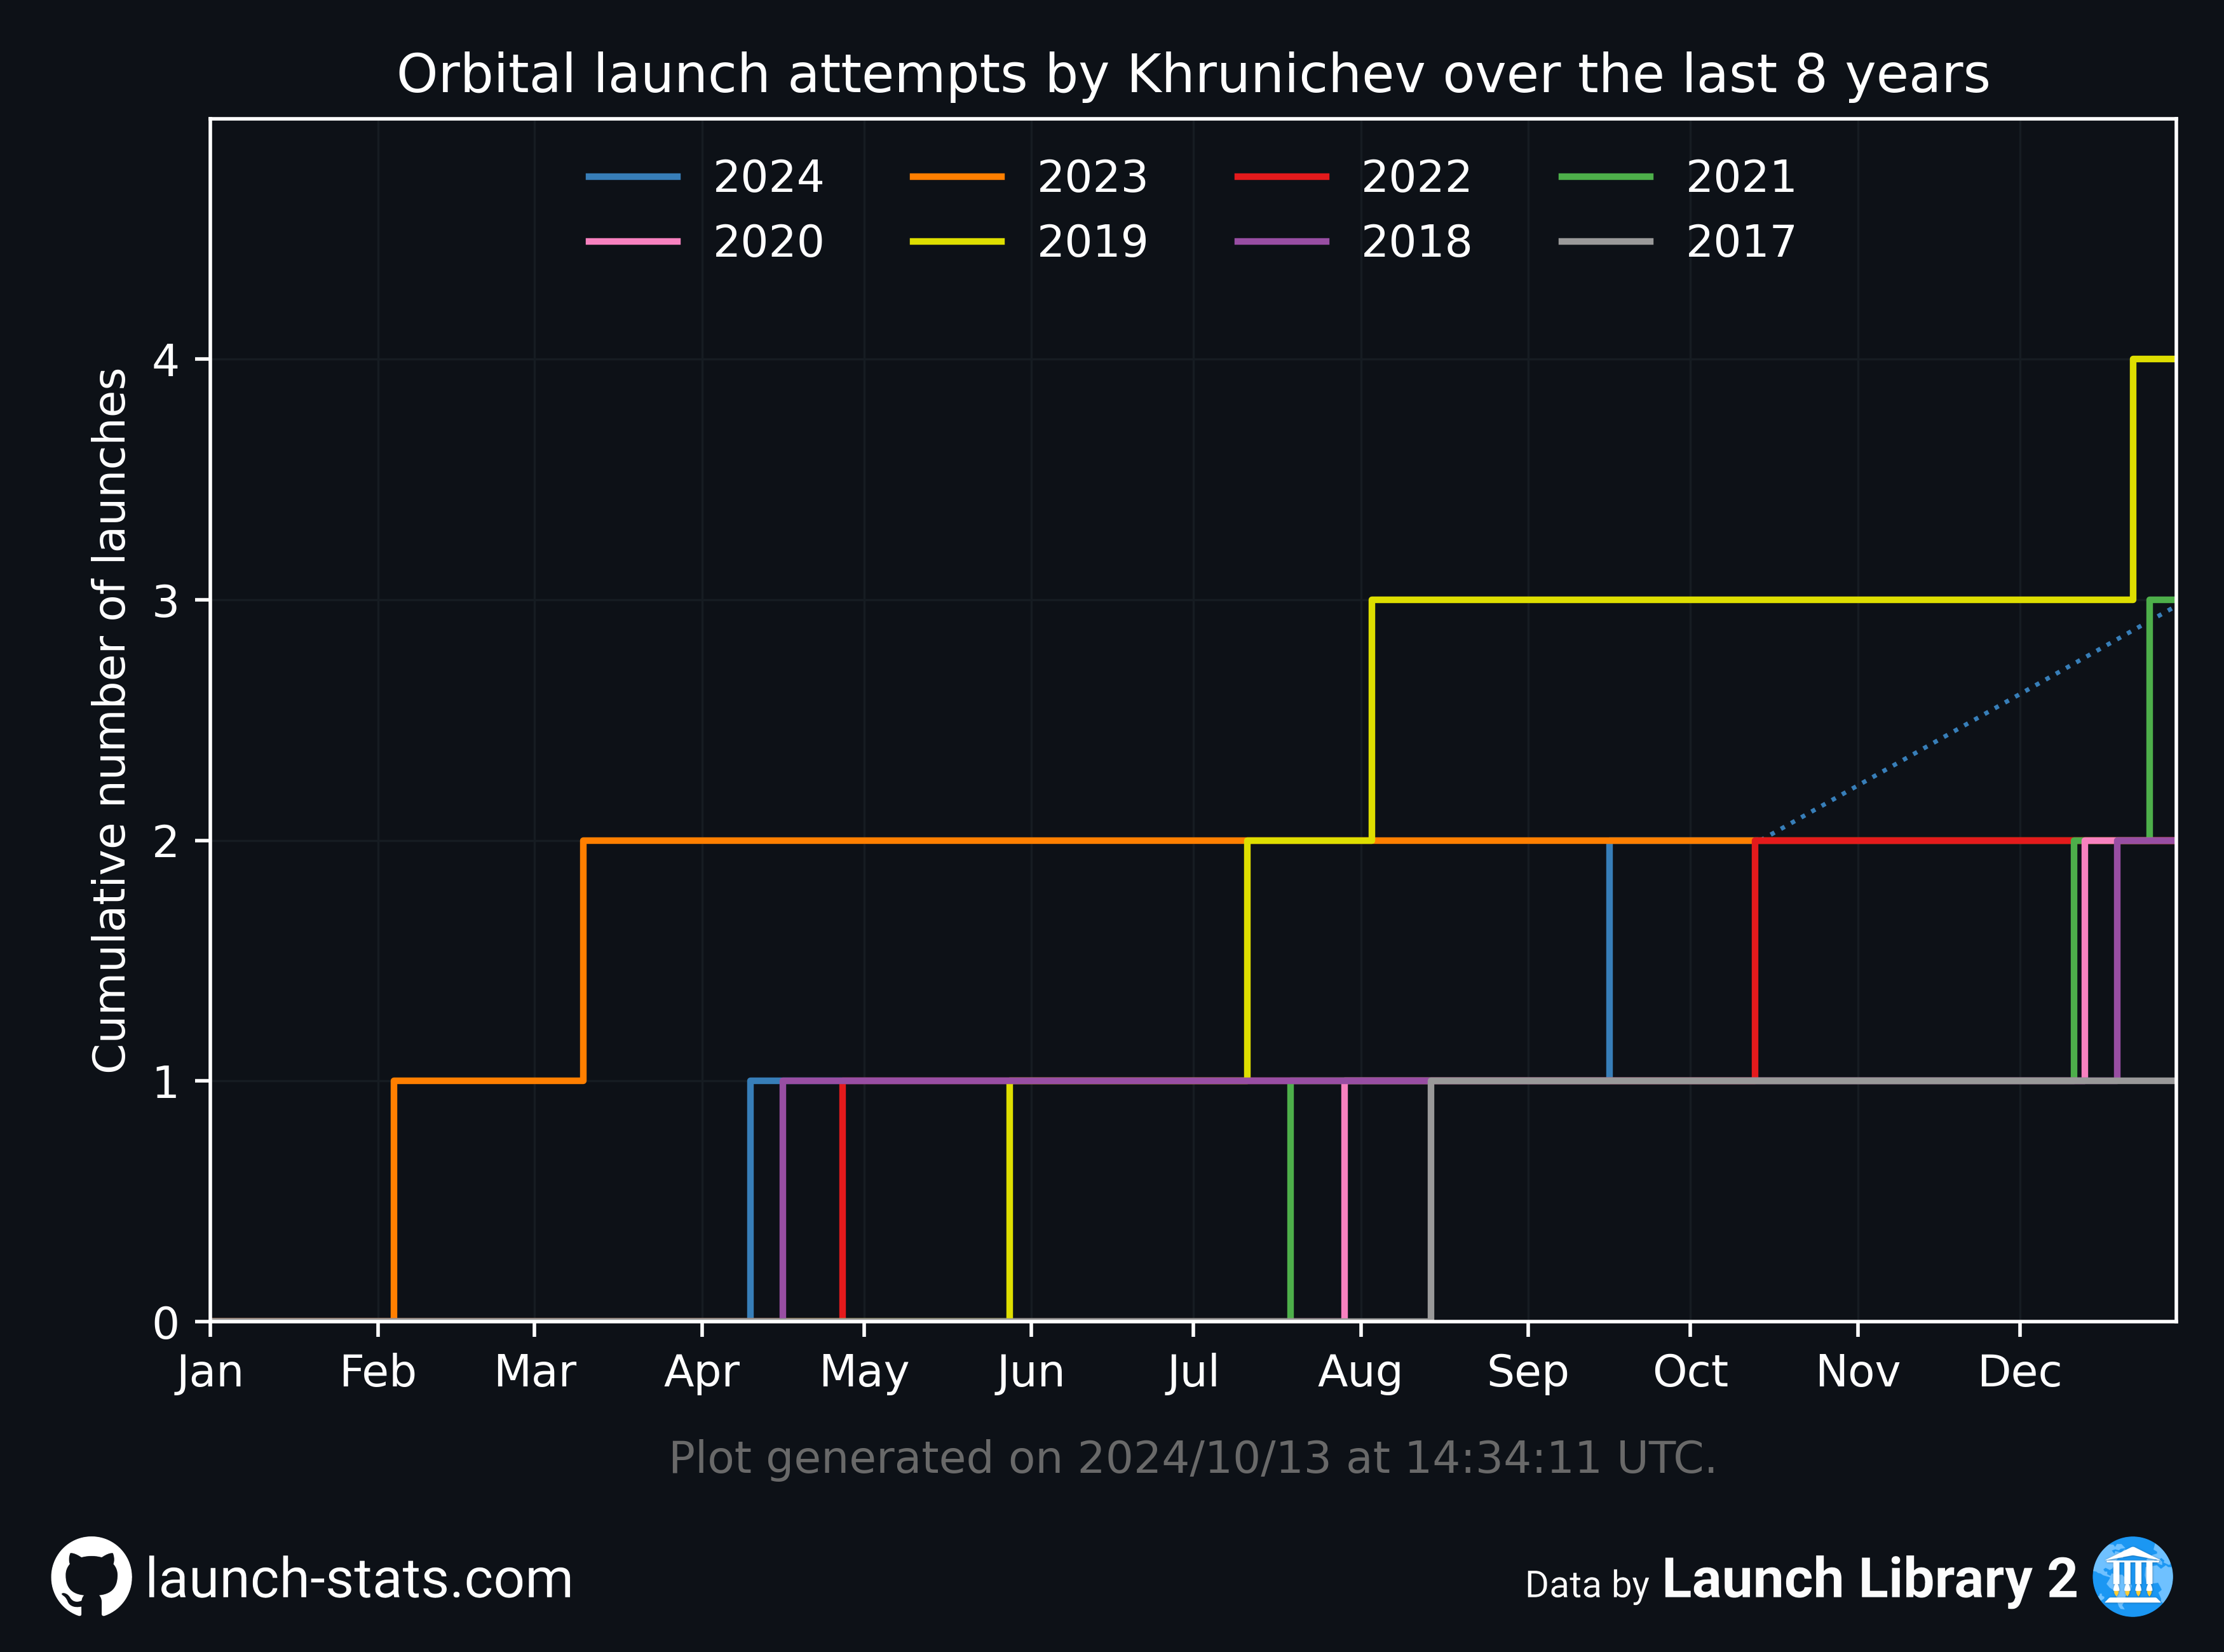 Orbital launch attempts by Khrunichev over the last 8 years
2024 2023 2022 2021
2020 2019 2018 2017
Cumulative number of launches
4
3
2
1
0
Jan Feb Mar Apr May Jun Jul Aug Sep Oct Nov Dec
Plot generated on 2024/10/13 at 14:34:11 UTC.
launch-stats.com
Data by Launch Library 2